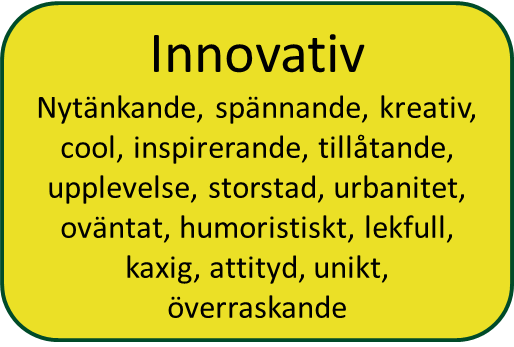 Innovativ
Nytänkande, spännande, kreativ,
cool, inspirerande, tillåtande,
upplevelse, storstad, urbanitet,
oväntat, humoristiskt, lekfull,
kaxig, attityd, unikt,
överraskande